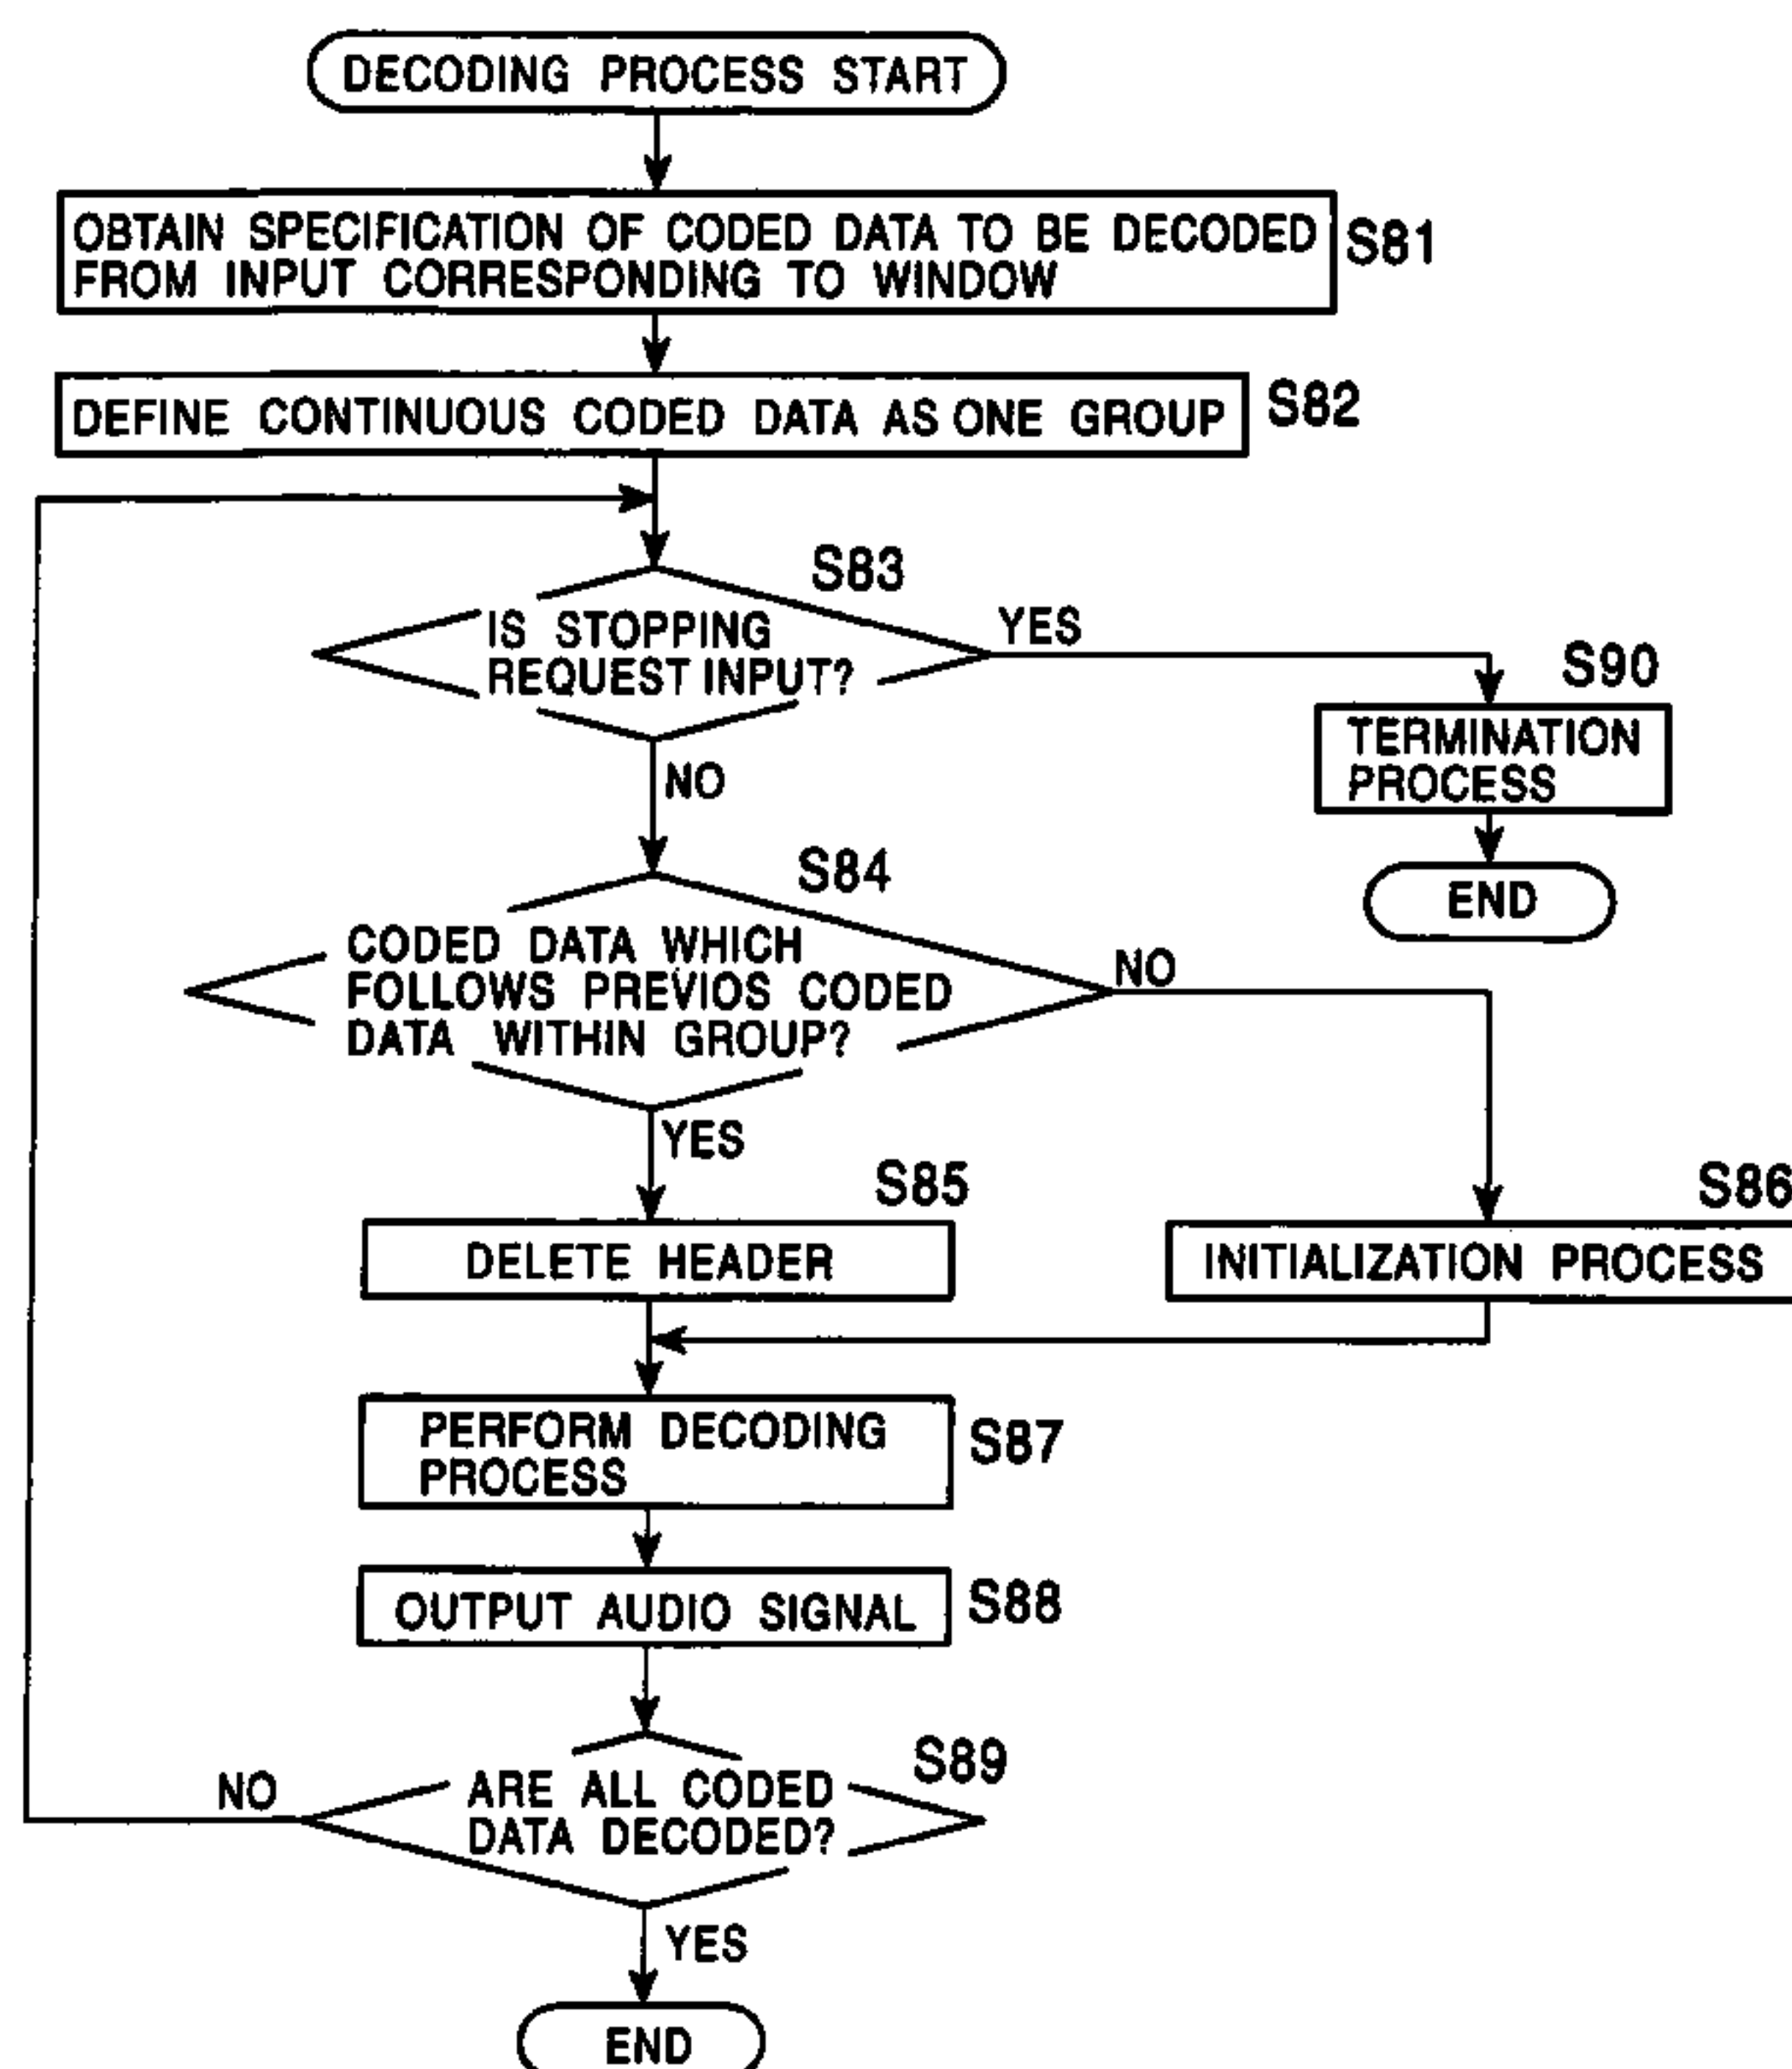 DECODING PROCESS START
OBTAIN SPECIFICATION OF CODED DATA TO BE DECODED
FROM INPUT CORRESPONDING TO WINDOW
S81
DEFINE CONTINUOUS CODED DATA AS ONE GROUP
S82
S83
IS STOPPING
REQUEST INPUT?
YES
NO
S90
TERMINATION
PROCESS
END
S84
CODED DATA WHICH
FOLLOWS PREVIOS CODED
DATA WITHIN GROUP?
NO
YES
S85
DELETE HEADER
S86
INITIALIZATION PROCESS
PERFORM DECODING
PROCESS
S87
OUTPUT AUDIO SIGNAL
S88
S89
ARE ALL CODED
DATA DECODED?
NO
YES
END